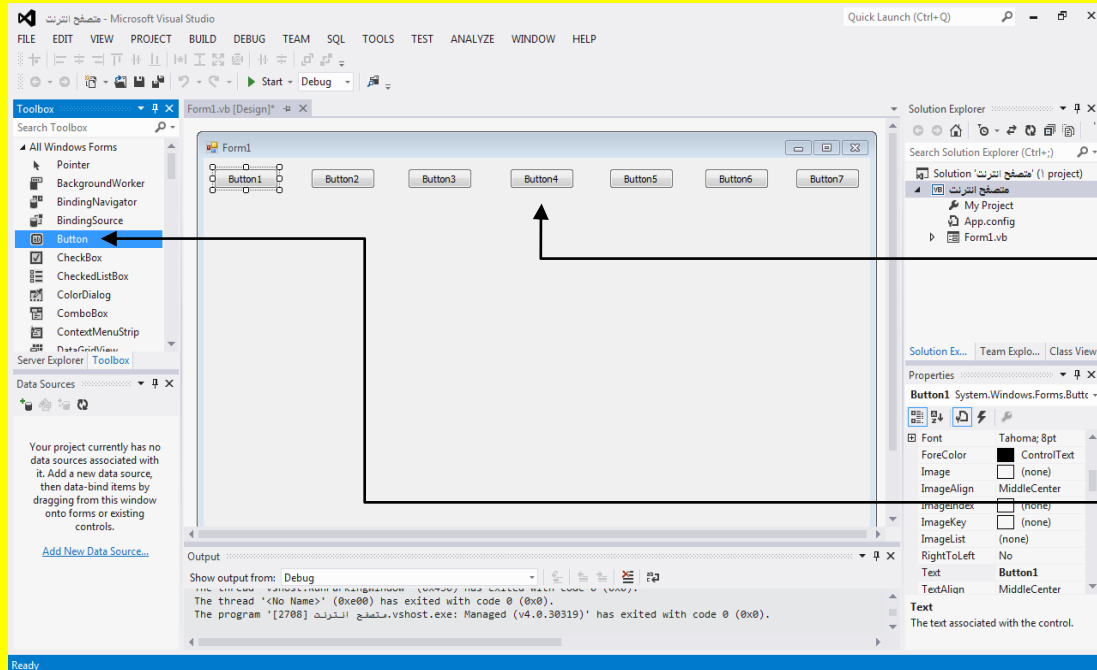 متصفح انترنت - Microsoft Visual Studio
Quick Launch (Ctrl+Q)
FILE EDIT VIEW PROJECT BUILD DEBUG TEAM SQL TOOLS TEST ANALYZE WINDOW HELP
Start Debug
Toolbox
Search Toolbox
All Windows Forms
Pointer
BackgroundWorker
BindingNavigator
BindingSource
Button
CheckBox
CheckedListBox
ColorDialog
ComboBox
ContextMenuStrip
DataGridView
Server Explorer Toolbox
Data Sources
Your project currently has no
data sources associated with
it. Add a new data source,
then data-bind items by
dragging from this window
onto forms or existing
controls.
Add New Data Source...
Form1.vb [Design]*
Form1
Button1 Button2 Button3 Button4 Button5 Button6 Button7
Output
Show output from: Debug
The thread '<No Name>' (0xe00) has exited with code 0 (0x0).
The program '[2708] متصفح انترنت.vshost.exe: Managed (v4.0.30319)' has exited with code 0 (0x0).
Solution Explorer
Search Solution Explorer (Ctrl+;)
Solution 'متصفح انترنت' (١ project)
متصفح انترنت
My Project
App.config
Form1.vb
Solution Ex... Team Explo... Class View
Properties
Button1 System.Windows.Forms.Butto
Font Tahoma; 8pt
ForeColor ControlText
Image (none)
ImageAlign MiddleCenter
ImageIndex (none)
ImageKey (none)
ImageList (none)
RightToLeft No
Text Button1
TextAlign MiddleCenter
Text
The text associated with the control.
Ready